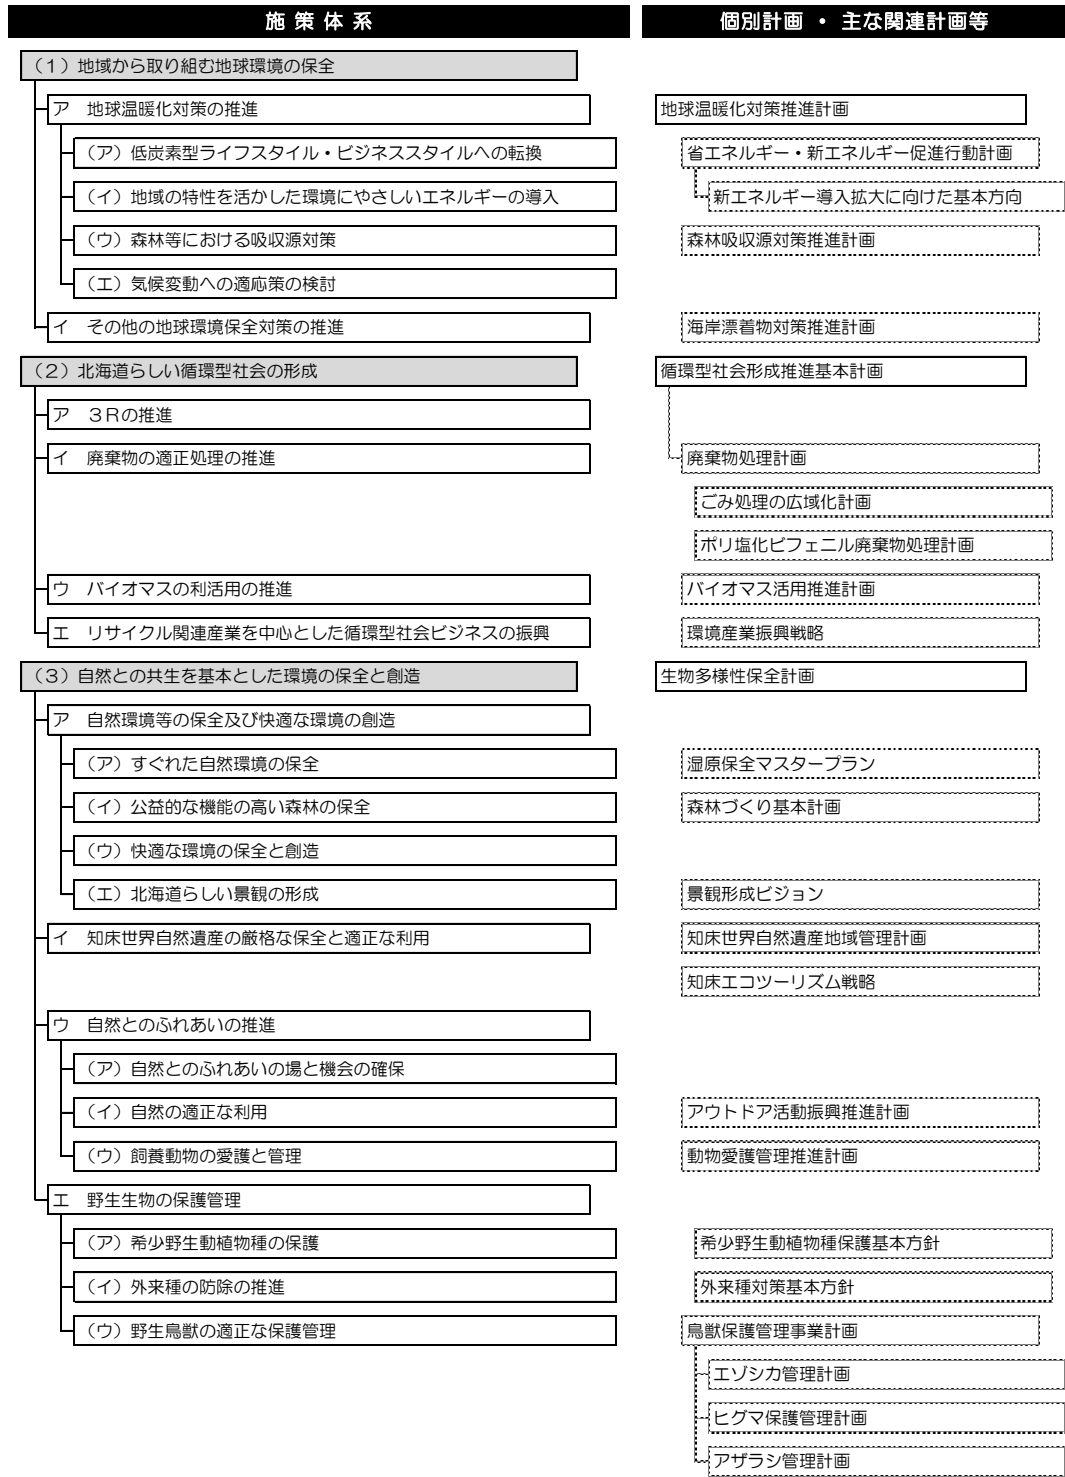 施策体系
個別計画 ・ 主な関連計画等
（１）地域から取り組む地球環境の保全
ア　地球温暖化対策の推進
地球温暖化対策推進計画
（ア）低炭素型ライフスタイル・ビジネススタイルへの転換
省エネルギー・新エネルギー促進行動計画
（イ）地域の特性を活かした環境にやさしいエネルギーの導入
新エネルギー導入拡大に向けた基本方向
（ウ）森林等における吸収源対策
森林吸収源対策推進計画
（エ）気候変動への適応策の検討
イ　その他の地球環境保全対策の推進
海岸漂着物対策推進計画
（２）北海道らしい循環型社会の形成
循環型社会形成推進基本計画
ア　３Rの推進
イ　廃棄物の適正処理の推進
廃棄物処理計画
ごみ処理の広域化計画
ポリ塩化ビフェニル廃棄物処理計画
ウ　バイオマスの利活用の推進
バイオマス活用推進計画
エ　リサイクル関連産業を中心とした循環型社会ビジネスの振興
環境産業振興戦略
（３）自然との共生を基本とした環境の保全と創造
生物多様性保全計画
ア　自然環境等の保全及び快適な環境の創造
（ア）すぐれた自然環境の保全
湿原保全マスタープラン
（イ）公益的な機能の高い森林の保全
森林づくり基本計画
（ウ）快適な環境の保全と創造
（エ）北海道らしい景観の形成
景観形成ビジョン
イ　知床世界自然遺産の厳格な保全と適正な利用
知床世界自然遺産地域管理計画
知床エコツーリズム戦略
ウ　自然とのふれあいの推進
（ア）自然とのふれあいの場と機会の確保
（イ）自然の適正な利用
アウトドア活動振興推進計画
（ウ）飼養動物の愛護と管理
動物愛護管理推進計画
エ　野生生物の保護管理
（ア）希少野生動植物種の保護
希少野生動植物種保護基本方針
（イ）外来種の防除の推進
外来種対策基本方針
（ウ）野生鳥獣の適正な保護管理
鳥獣保護管理事業計画
エゾシカ管理計画
ヒグマ保護管理計画
アザラシ管理計画